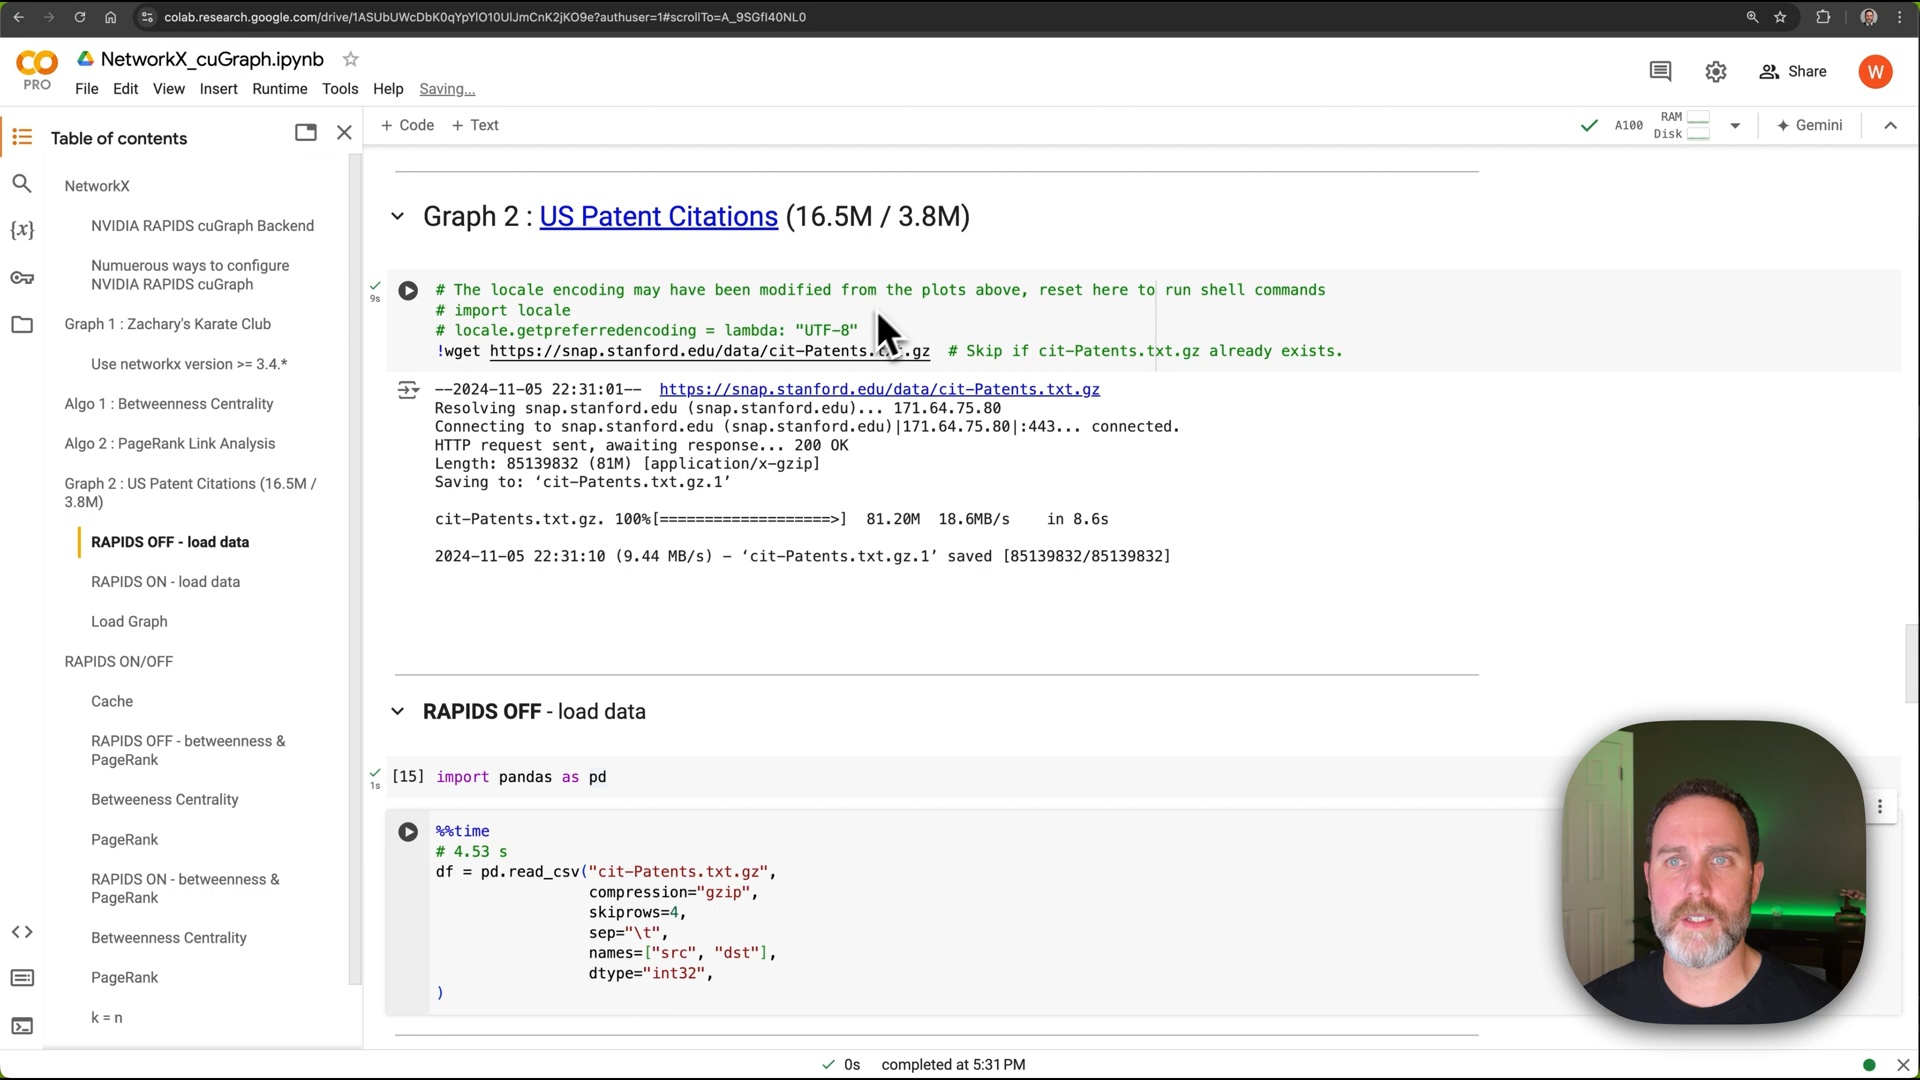 colab.research.google.com/drive/1ASUbUWcDbK0qYpYlO10UlJmCnK2jKO9e?authuser=1#scrollTo=A_9SGfI40NL0
CO
PRO
NetworkX_cuGraph.ipynb
File Edit View Insert Runtime Tools Help Saving...
Share
W
Table of contents
+ Code + Text
A100
RAM
Disk
Gemini
NetworkX
NVIDIA RAPIDS cuGraph Backend
Numuerous ways to configure
NVIDIA RAPIDS cuGraph
Graph 1 : Zachary's Karate Club
Use networkx version >= 3.4.*
Algo 1 : Betweenness Centrality
Algo 2 : PageRank Link Analysis
Graph 2 : US Patent Citations (16.5M /
3.8M)
RAPIDS OFF - load data
RAPIDS ON - load data
Load Graph
RAPIDS ON/OFF
Cache
RAPIDS OFF - betweenness &
PageRank
Betweeness Centrality
PageRank
RAPIDS ON - betweenness &
PageRank
Betweenness Centrality
PageRank
k = n
Graph 2 : US Patent Citations (16.5M / 3.8M)
9s
# The locale encoding may have been modified from the plots above, reset here to run shell commands
# import locale
# locale.getpreferredencoding = lambda: "UTF-8"
!wget https://snap.stanford.edu/data/cit-Patents.txt.gz # Skip if cit-Patents.txt.gz already exists.
--2024-11-05 22:31:01-- https://snap.stanford.edu/data/cit-Patents.txt.gz
Resolving snap.stanford.edu (snap.stanford.edu)... 171.64.75.80
Connecting to snap.stanford.edu (snap.stanford.edu)|171.64.75.80|:443... connected.
HTTP request sent, awaiting response... 200 OK
Length: 85139832 (81M) [application/x-gzip]
Saving to: ‘cit-Patents.txt.gz.1’
cit-Patents.txt.gz. 100%[===================>] 81.20M 18.6MB/s in 8.6s
2024-11-05 22:31:10 (9.44 MB/s) - ‘cit-Patents.txt.gz.1’ saved [85139832/85139832]
RAPIDS OFF - load data
1s
[15] import pandas as pd
%%time
# 4.53 s
df = pd.read_csv("cit-Patents.txt.gz",
compression="gzip",
skiprows=4,
sep="\t",
names=["src", "dst"],
dtype="int32",
)
0s completed at 5:31 PM